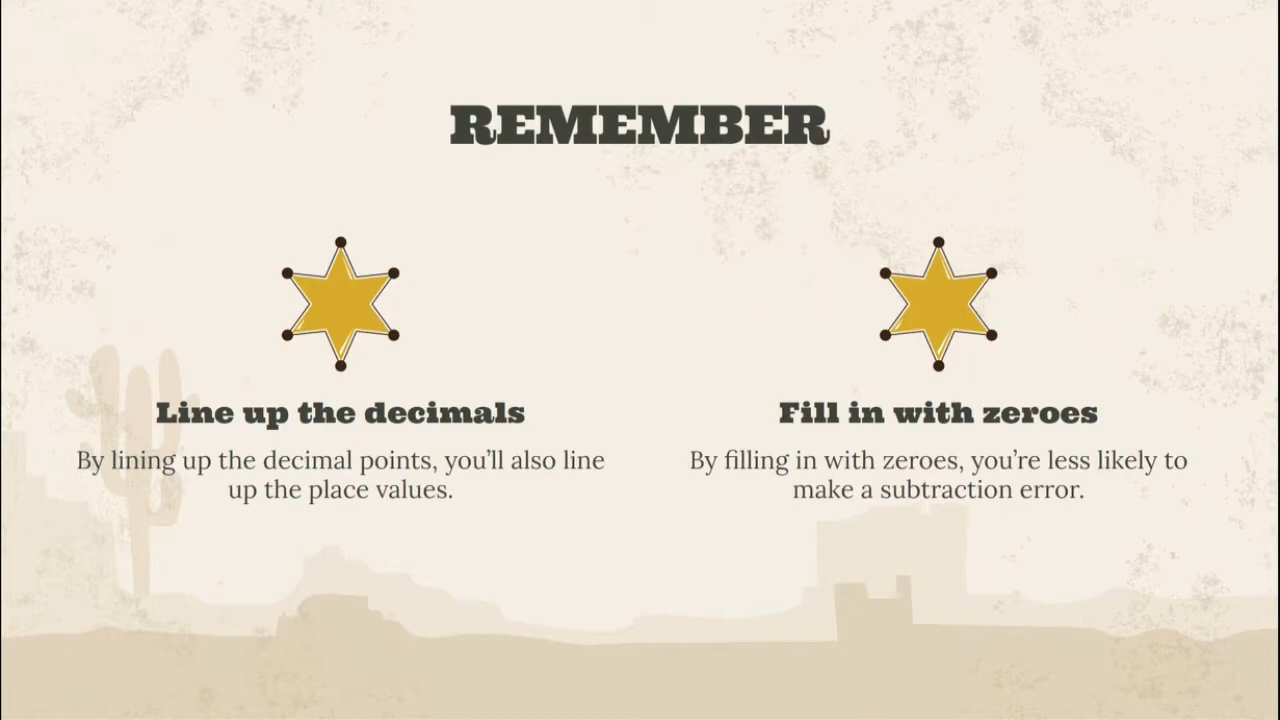 REMEMBER
Line up the decimals
By lining up the decimal points, you’ll also line
up the place values.
Fill in with zeroes
By filling in with zeroes, you’re less likely to
make a subtraction error.